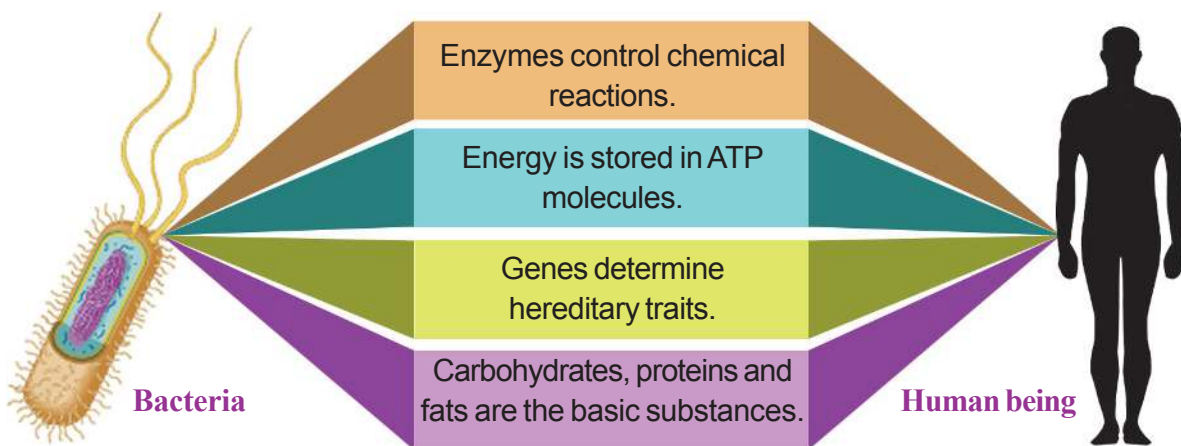 Enzymes control chemical
reactions.
Energy is stored in ATP
molecules.
Genes determine
hereditary traits.
Carbohydrates, proteins and
fats are the basic substances.
Bacteria
Human being